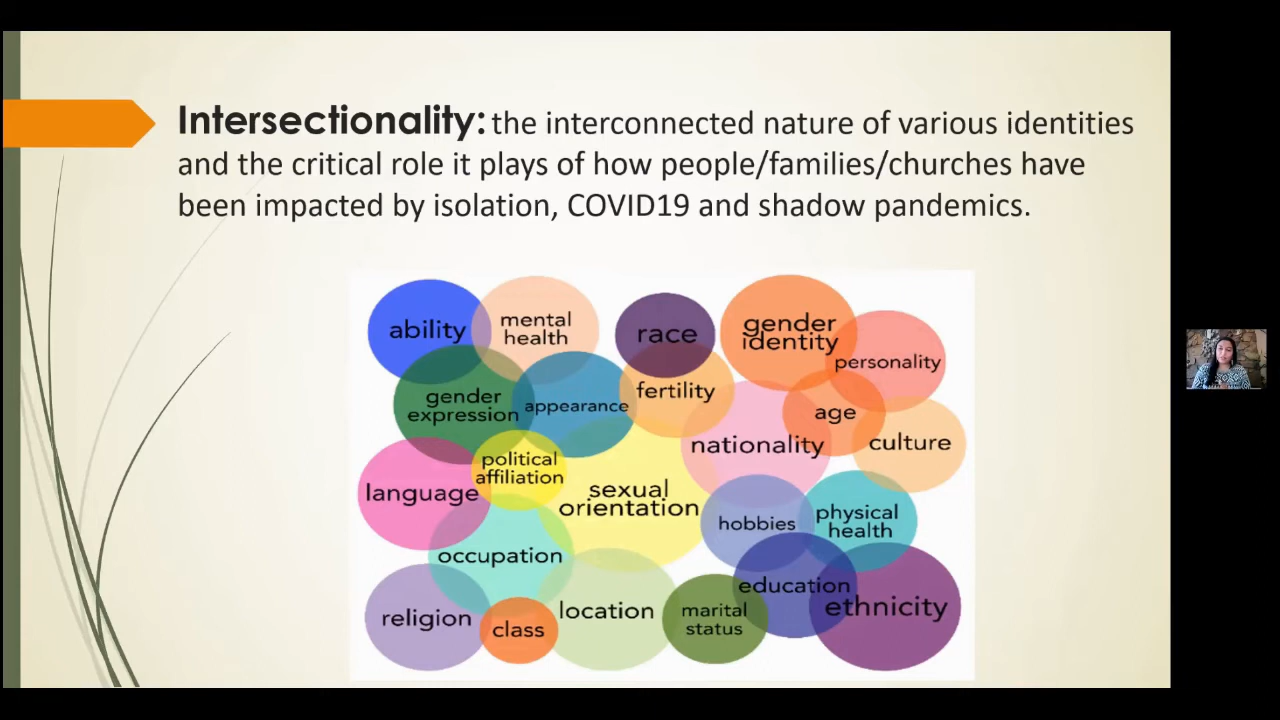 Intersectionality: the interconnected nature of various identities
and the critical role it plays of how people/families/churches have
been impacted by isolation, COVID19 and shadow pandemics.
ability
mental
health
race
gender
identity
personality
gender
expression
appearance
fertility
age
nationality
culture
language
political
affiliation
sexual
orientation
hobbies
physical
health
occupation
education
ethnicity
religion
class
location
marital
status